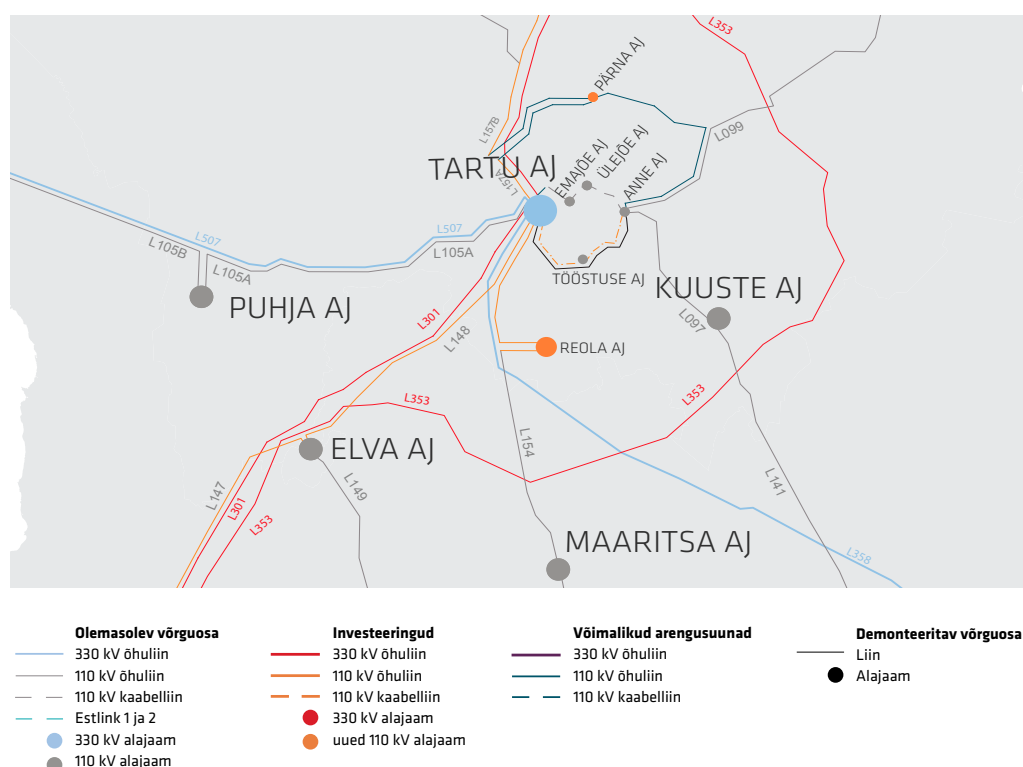 L353
PÄRNA AJ
L157B
L099
EMAJÕE AJ
ÜLEJÕE AJ
TARTU AJ
ANNE AJ
L157A
L507
L507
L105B
L105A
L105A
TÖÖSTUSE AJ
KUUSTE AJ
PUHJA AJ
L301
L148
L097
REOLA AJ
L353
L353
L154
ELVA AJ
L147
L149
L141
L301
L353
MAARITSA AJ
L358
Olemasolev võrguosa
330 kV õhuliin
110 kV õhuliin
110 kV kaabelliin
Estlink 1 ja 2
330 kV alajaam
110 kV alajaam
Investeeringud
330 kV õhuliin
110 kV õhuliin
110 kV kaabelliin
330 kV alajaam
uued 110 kV alajaam
Võimalikud arengusuunad
330 kV õhuliin
110 kV õhuliin
110 kV kaabelliin
Demonteeritav võrguosa
Liin
Alajaam